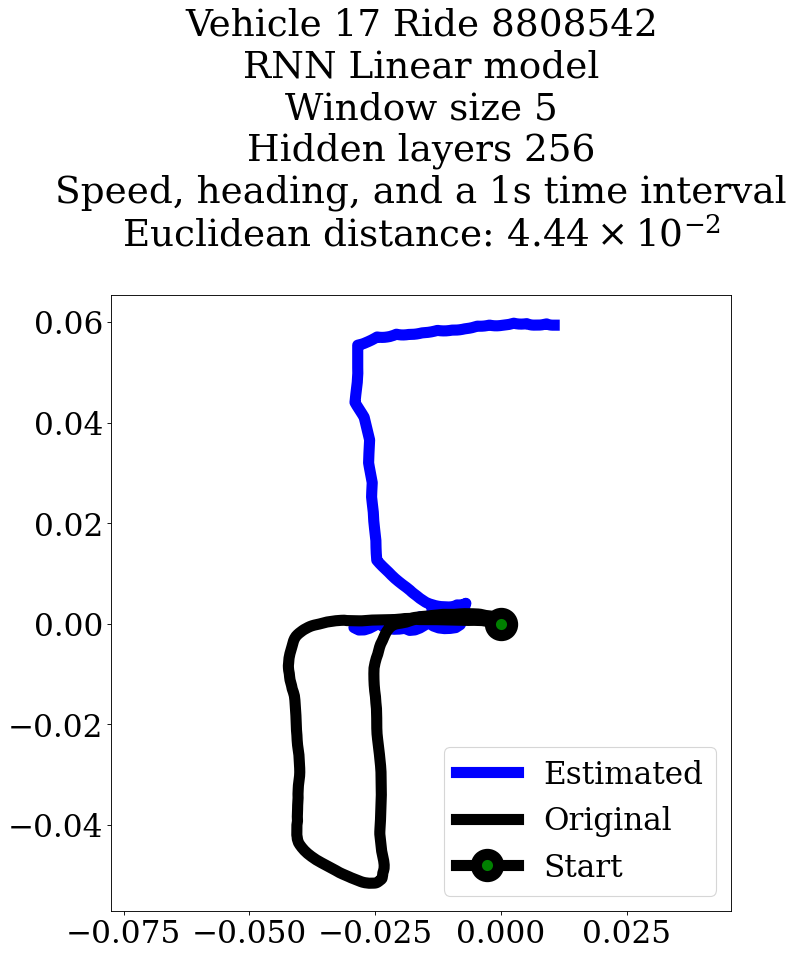 Vehicle 17 Ride 8808542
RNN Linear model
Window size 5
Hidden layers 256
Speed, heading, and a 1s time interval
Euclidean distance: 4.44 × 10⁻²
0.06
0.04
0.02
0.00
−0.02
−0.04
Estimated
Original
Start
−0.075 −0.050 −0.025 0.000 0.025